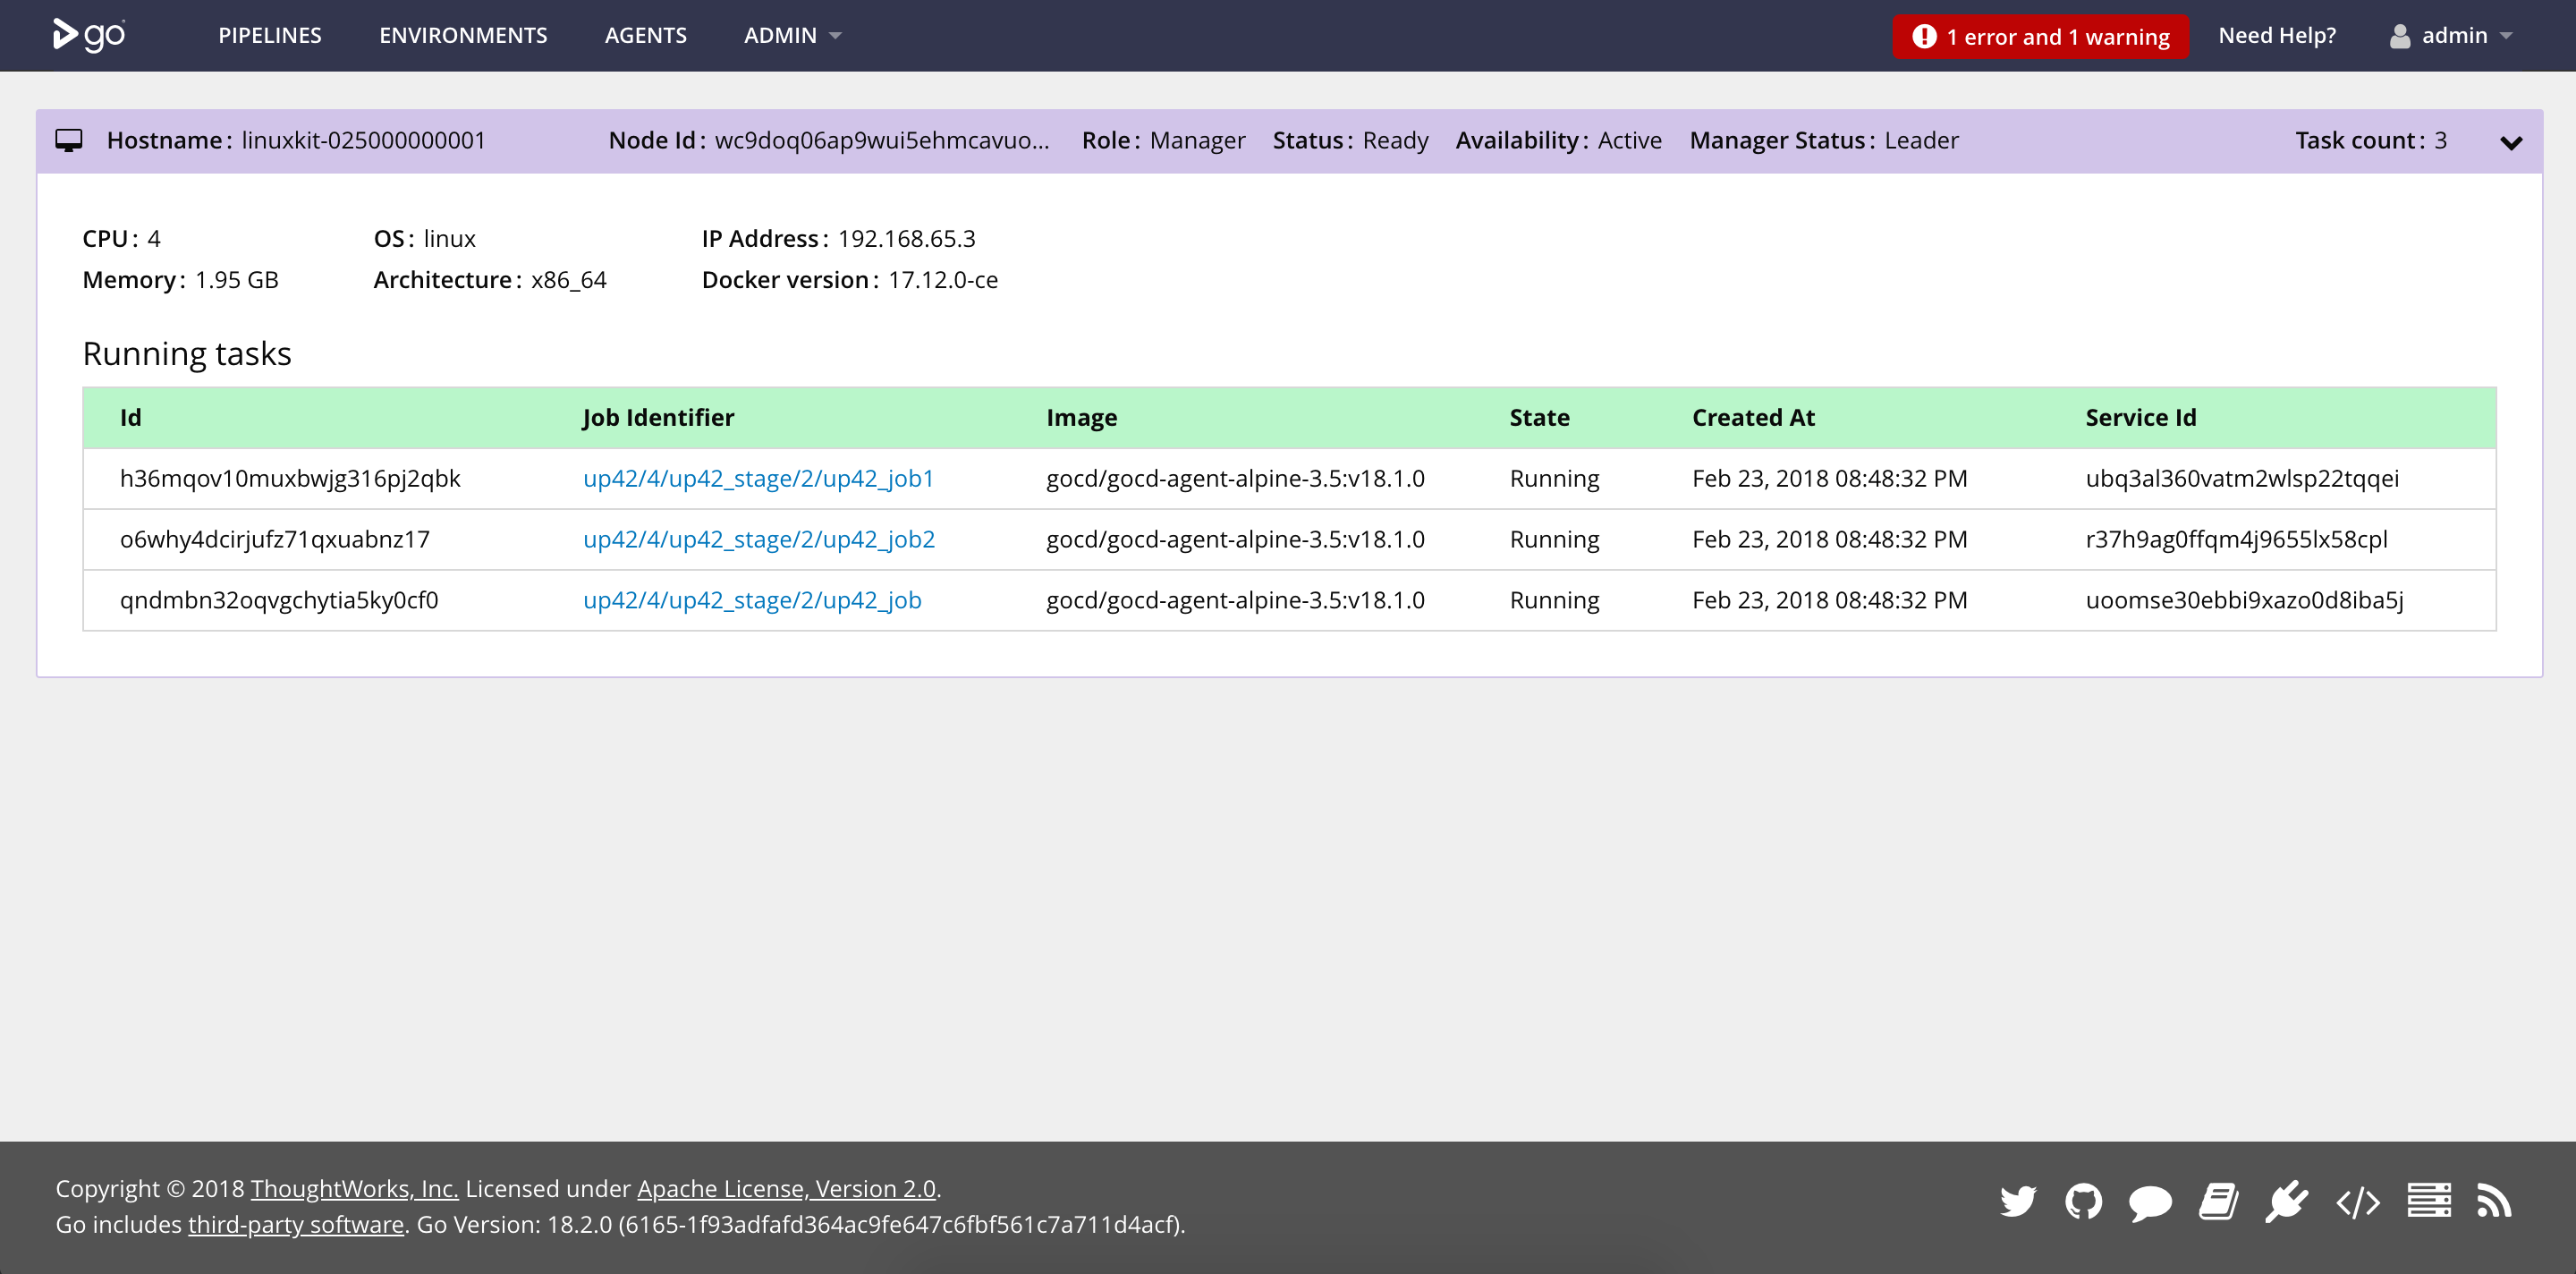 go PIPELINES ENVIRONMENTS AGENTS ADMIN 1 error and 1 warning Need Help? admin
Hostname: linuxkit-025000000001 Node Id: wc9doq06ap9wui5ehmcavuo... Role: Manager Status: Ready Availability: Active Manager Status: Leader Task count: 3
CPU: 4 OS: linux IP Address: 192.168.65.3
Memory: 1.95 GB Architecture: x86_64 Docker version: 17.12.0-ce
Running tasks
Id Job Identifier Image State Created At Service Id
h36mqov10muxbwjg316pj2qbk up42/4/up42_stage/2/up42_job1 gocd/gocd-agent-alpine-3.5:v18.1.0 Running Feb 23, 2018 08:48:32 PM ubq3al360vatm2wlsp22tqqei
o6why4dcirjufz71qxuabnz17 up42/4/up42_stage/2/up42_job2 gocd/gocd-agent-alpine-3.5:v18.1.0 Running Feb 23, 2018 08:48:32 PM r37h9ag0ffqm4j9655lx58cpl
qndmbn32oqvgchytia5ky0cf0 up42/4/up42_stage/2/up42_job gocd/gocd-agent-alpine-3.5:v18.1.0 Running Feb 23, 2018 08:48:32 PM uoomse30ebbi9xazo0d8iba5j
Copyright © 2018 ThoughtWorks, Inc. Licensed under Apache License, Version 2.0.
Go includes third-party software. Go Version: 18.2.0 (6165-1f93adfafd364ac9fe647c6fbf561c7a711d4acf).